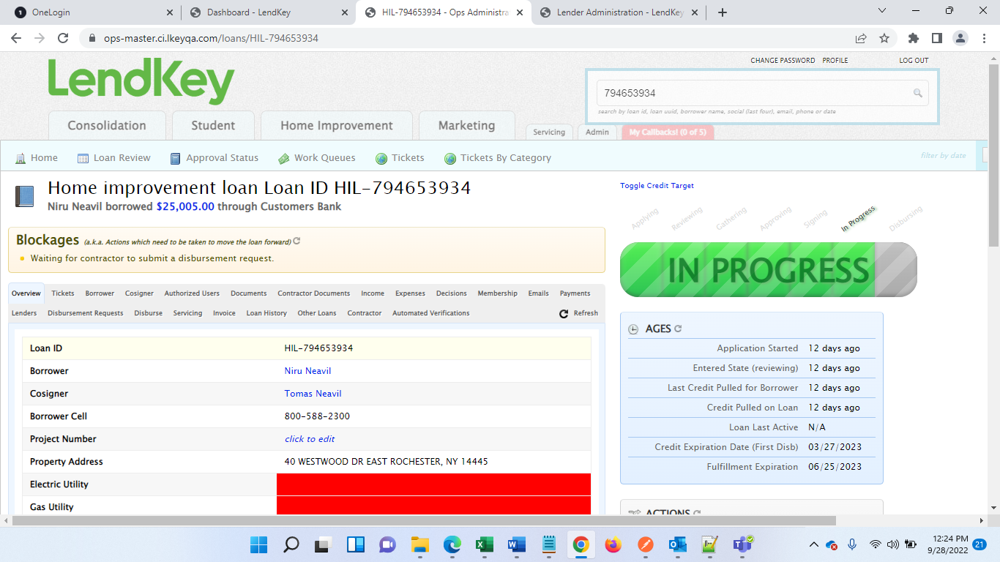 OneLogin
Dashboard - LendKey
HIL-794653934 - Ops Administra
Lender Administration - LendKey
ops-master.ci.lkeyqa.com/loans/HIL-794653934
LendKey
CHANGE PASSWORD PROFILE LOG OUT
794653934
search by loan id, loan uuid, borrower name, social (last four), email, phone or date
Consolidation Student Home Improvement Marketing Servicing Admin My Callbacks! (0 of 5)
Home Loan Review Approval Status Work Queues Tickets Tickets By Category filter by date
Home improvement loan Loan ID HIL-794653934
Niru Neavil borrowed $25,005.00 through Customers Bank
Toggle Credit Target
Applying Reviewing Gathering Approving Signing In Progress Disbursing
IN PROGRESS
Blockages (a.k.a. Actions which need to be taken to move the loan forward)
Waiting for contractor to submit a disbursement request.
Overview Tickets Borrower Cosigner Authorized Users Documents Contractor Documents Income Expenses Decisions Membership Emails Payments
Lenders Disbursement Requests Disburse Servicing Invoice Loan History Other Loans Contractor Automated Verifications Refresh
Loan ID HIL-794653934
Borrower Niru Neavil
Cosigner Tomas Neavil
Borrower Cell 800-588-2300
Project Number click to edit
Property Address 40 WESTWOOD DR EAST ROCHESTER, NY 14445
Electric Utility
Gas Utility
AGES
Application Started 12 days ago
Entered State (reviewing) 12 days ago
Last Credit Pulled for Borrower 12 days ago
Credit Pulled on Loan 12 days ago
Loan Last Active N/A
Credit Expiration Date (First Disb) 03/27/2023
Fulfillment Expiration 06/25/2023
ACTIONS
12:24 PM
9/28/2022
21